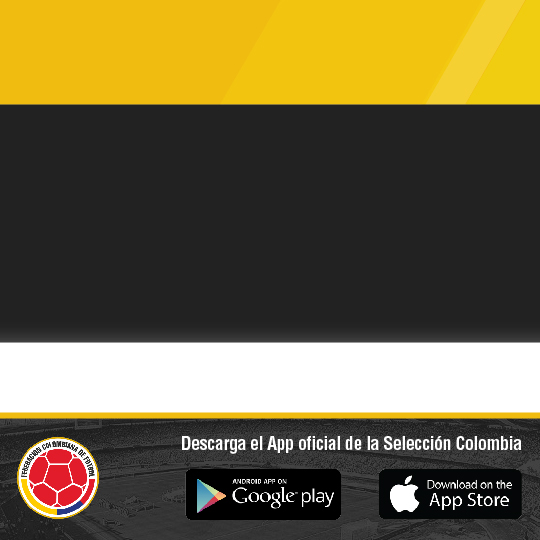 Descarga el App oficial de la Selección Colombia
FEDERACIÓN COLOMBIANA DE FÚTBOL
ANDROID APP ON
Google play
Download on the
App Store